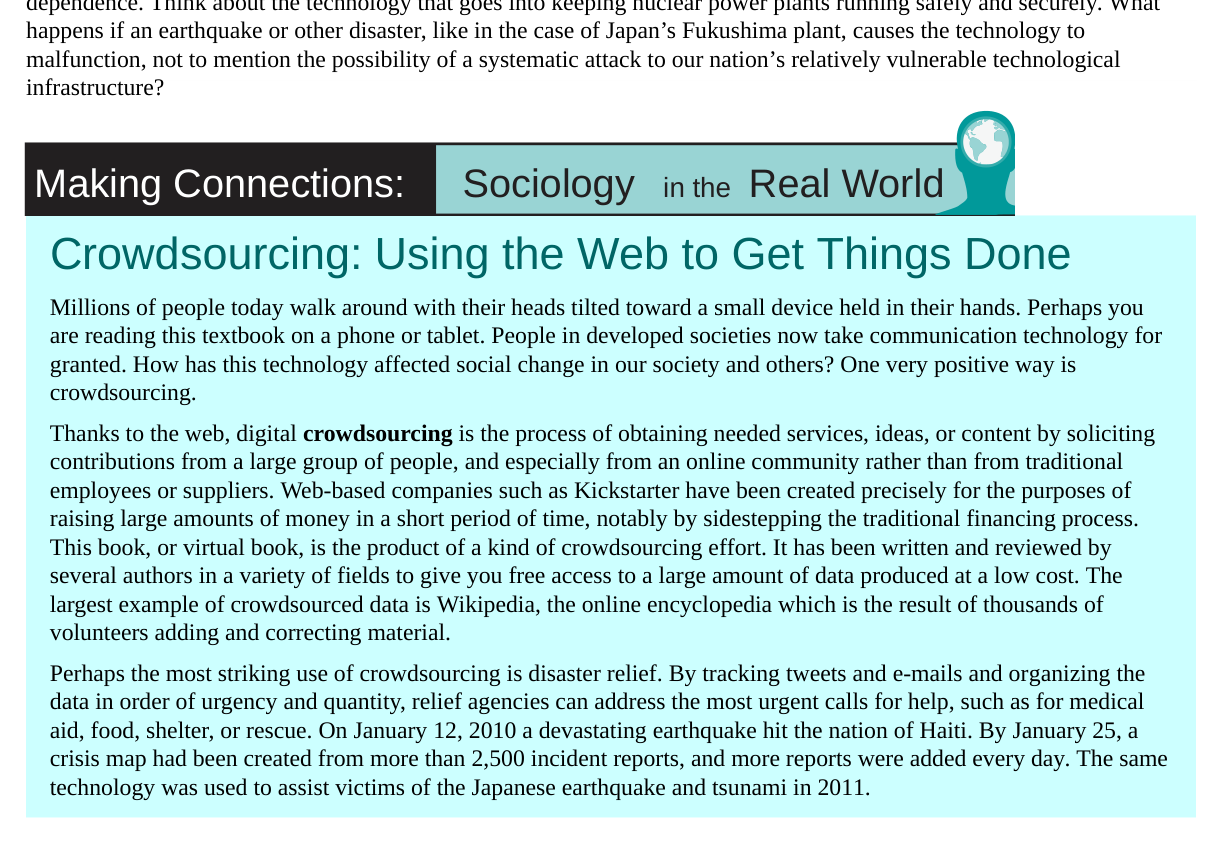 dependence. Think about the technology that goes into keeping nuclear power plants running safely and securely. What
happens if an earthquake or other disaster, like in the case of Japan’s Fukushima plant, causes the technology to
malfunction, not to mention the possibility of a systematic attack to our nation’s relatively vulnerable technological
infrastructure?
Making Connections: Sociology in the Real World
Crowdsourcing: Using the Web to Get Things Done
Millions of people today walk around with their heads tilted toward a small device held in their hands. Perhaps you
are reading this textbook on a phone or tablet. People in developed societies now take communication technology for
granted. How has this technology affected social change in our society and others? One very positive way is
crowdsourcing.
Thanks to the web, digital crowdsourcing is the process of obtaining needed services, ideas, or content by soliciting
contributions from a large group of people, and especially from an online community rather than from traditional
employees or suppliers. Web-based companies such as Kickstarter have been created precisely for the purposes of
raising large amounts of money in a short period of time, notably by sidestepping the traditional financing process.
This book, or virtual book, is the product of a kind of crowdsourcing effort. It has been written and reviewed by
several authors in a variety of fields to give you free access to a large amount of data produced at a low cost. The
largest example of crowdsourced data is Wikipedia, the online encyclopedia which is the result of thousands of
volunteers adding and correcting material.
Perhaps the most striking use of crowdsourcing is disaster relief. By tracking tweets and e-mails and organizing the
data in order of urgency and quantity, relief agencies can address the most urgent calls for help, such as for medical
aid, food, shelter, or rescue. On January 12, 2010 a devastating earthquake hit the nation of Haiti. By January 25, a
crisis map had been created from more than 2,500 incident reports, and more reports were added every day. The same
technology was used to assist victims of the Japanese earthquake and tsunami in 2011.